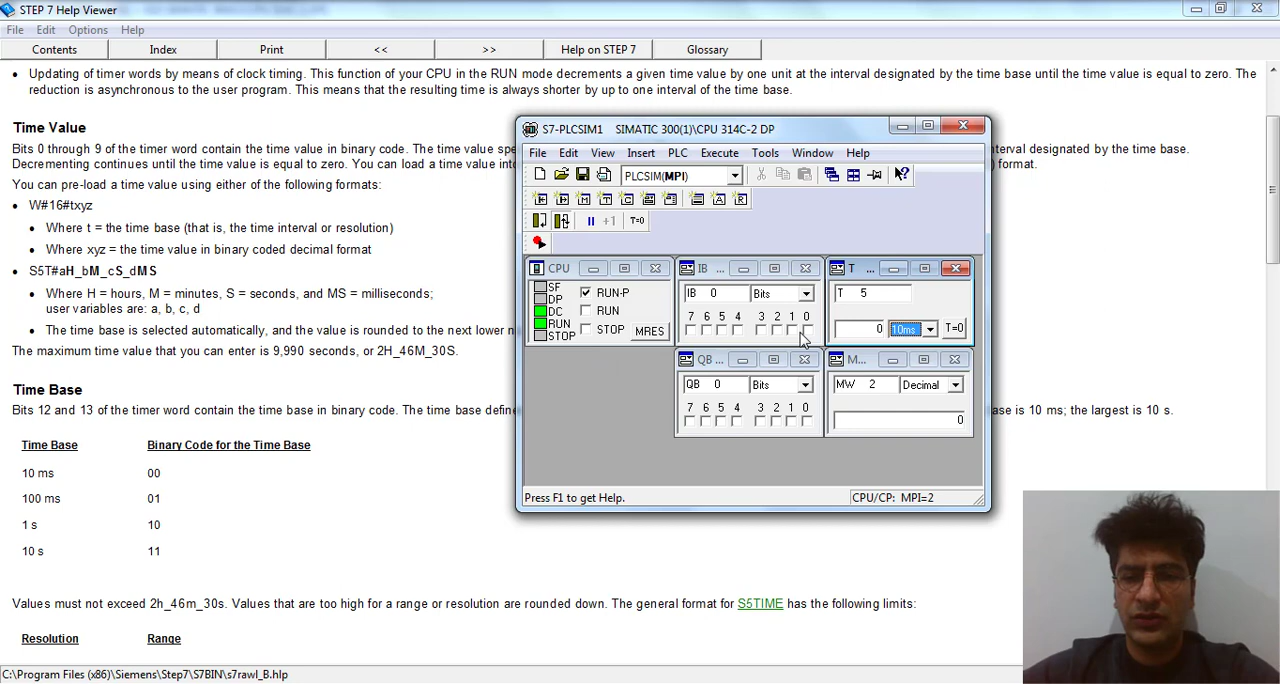 STEP 7 Help Viewer
File Edit Options Help
Contents Index Print << >> Help on STEP 7 Glossary
• Updating of timer words by means of clock timing. This function of your CPU in the RUN mode decrements a given time value by one unit at the interval designated by the time base until the time value is equal to zero. The
reduction is asynchronous to the user program. This means that the resulting time is always shorter by up to one interval of the time base.
Time Value
Bits 0 through 9 of the timer word contain the time value in binary code. The time value spe
nterval designated by the time base.
Decrementing continues until the time value is equal to zero. You can load a time value into
) format.
You can pre-load a time value using either of the following formats:
• W#16#txyz
• Where t = the time base (that is, the time interval or resolution)
• Where xyz = the time value in binary coded decimal format
• S5T#aH_bM_cS_dMS
• Where H = hours, M = minutes, S = seconds, and MS = milliseconds;
user variables are: a, b, c, d
• The time base is selected automatically, and the value is rounded to the next lower n
The maximum time value that you can enter is 9,990 seconds, or 2H_46M_30S.
Time Base
Bits 12 and 13 of the timer word contain the time base in binary code. The time base define
ase is 10 ms; the largest is 10 s.
Time Base Binary Code for the Time Base
10 ms 00
100 ms 01
1 s 10
10 s 11
Values must not exceed 2h_46m_30s. Values that are too high for a range or resolution are rounded down. The general format for S5TIME has the following limits:
Resolution Range
C:\Program Files (x86)\Siemens\Step7\S7BIN\s7rawl_B.hlp
S7-PLCSIM1 SIMATIC 300(1)\CPU 314C-2 DP
File Edit View Insert PLC Execute Tools Window Help
PLCSIM(MPI)
+1 T=0
CPU
SF
DP
DC
RUN
STOP
RUN-P
RUN
STOP MRES
IB ...
IB 0 Bits
7 6 5 4 3 2 1 0
T ...
T 5
0 10ms T=0
QB ...
QB 0 Bits
7 6 5 4 3 2 1 0
M...
MW 2 Decimal
0
Press F1 to get Help. CPU/CP: MPI=2